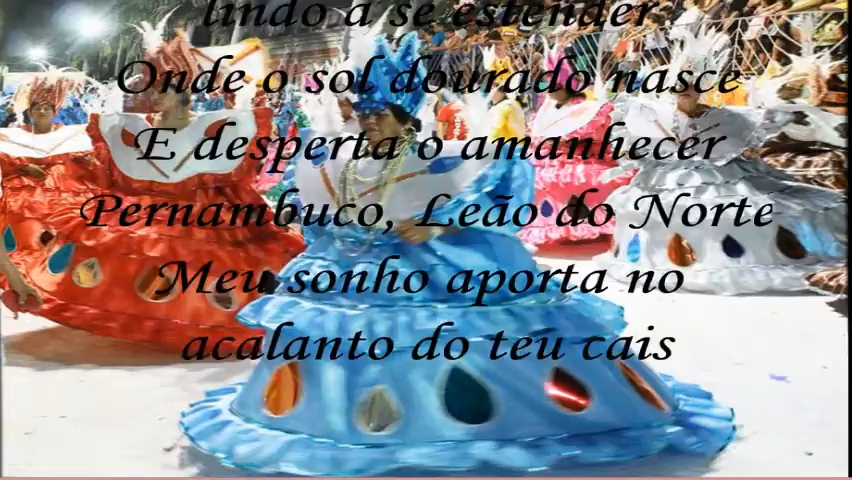 lindo a se estender
Onde o sol dourado nasce
E desperta o amanhecer
Pernambuco, Leão do Norte
Meu sonho aporta no
acalanto do teu cais